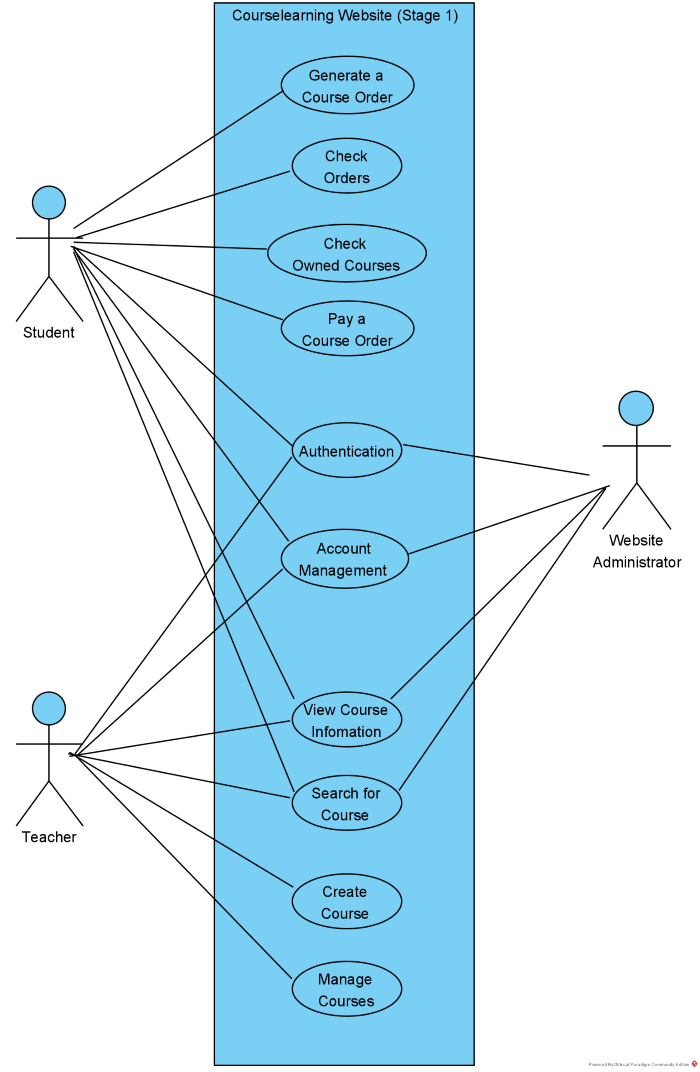 Courselearning Website (Stage 1)
Generate a
Course Order
Check
Orders
Check
Owned Courses
Pay a
Course Order
Student
Authentication
Account
Management
Website
Administrator
View Course
Infomation
Search for
Course
Teacher
Create
Course
Manage
Courses
Powered By Visual Paradigm Community Edition